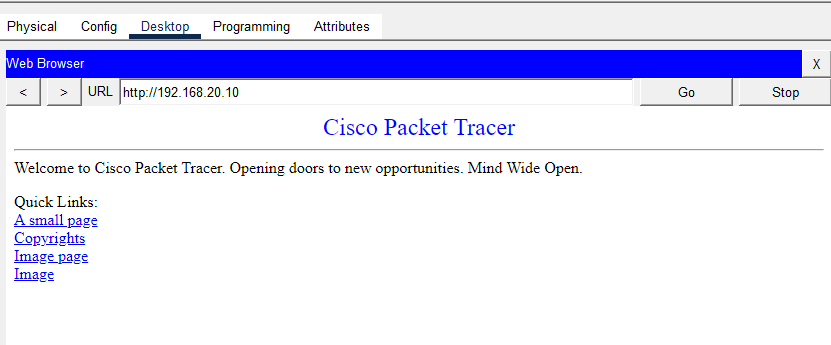 Physical Config Desktop Programming Attributes
Web Browser X
< > URL http://192.168.20.10 Go Stop
Cisco Packet Tracer
Welcome to Cisco Packet Tracer. Opening doors to new opportunities. Mind Wide Open.
Quick Links:
A small page
Copyrights
Image page
Image